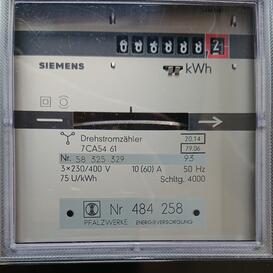 SIEMENS
kWh
Drehstromzähler
7CA54 61
20.14
79.06
Nr. 58 325 329
93
3×230/400 V 10(60)A 50 Hz
75 U/kWh Schltg. 4000
Nr 484 258
PFALZWERKE ENERGIEVERSORGUNG